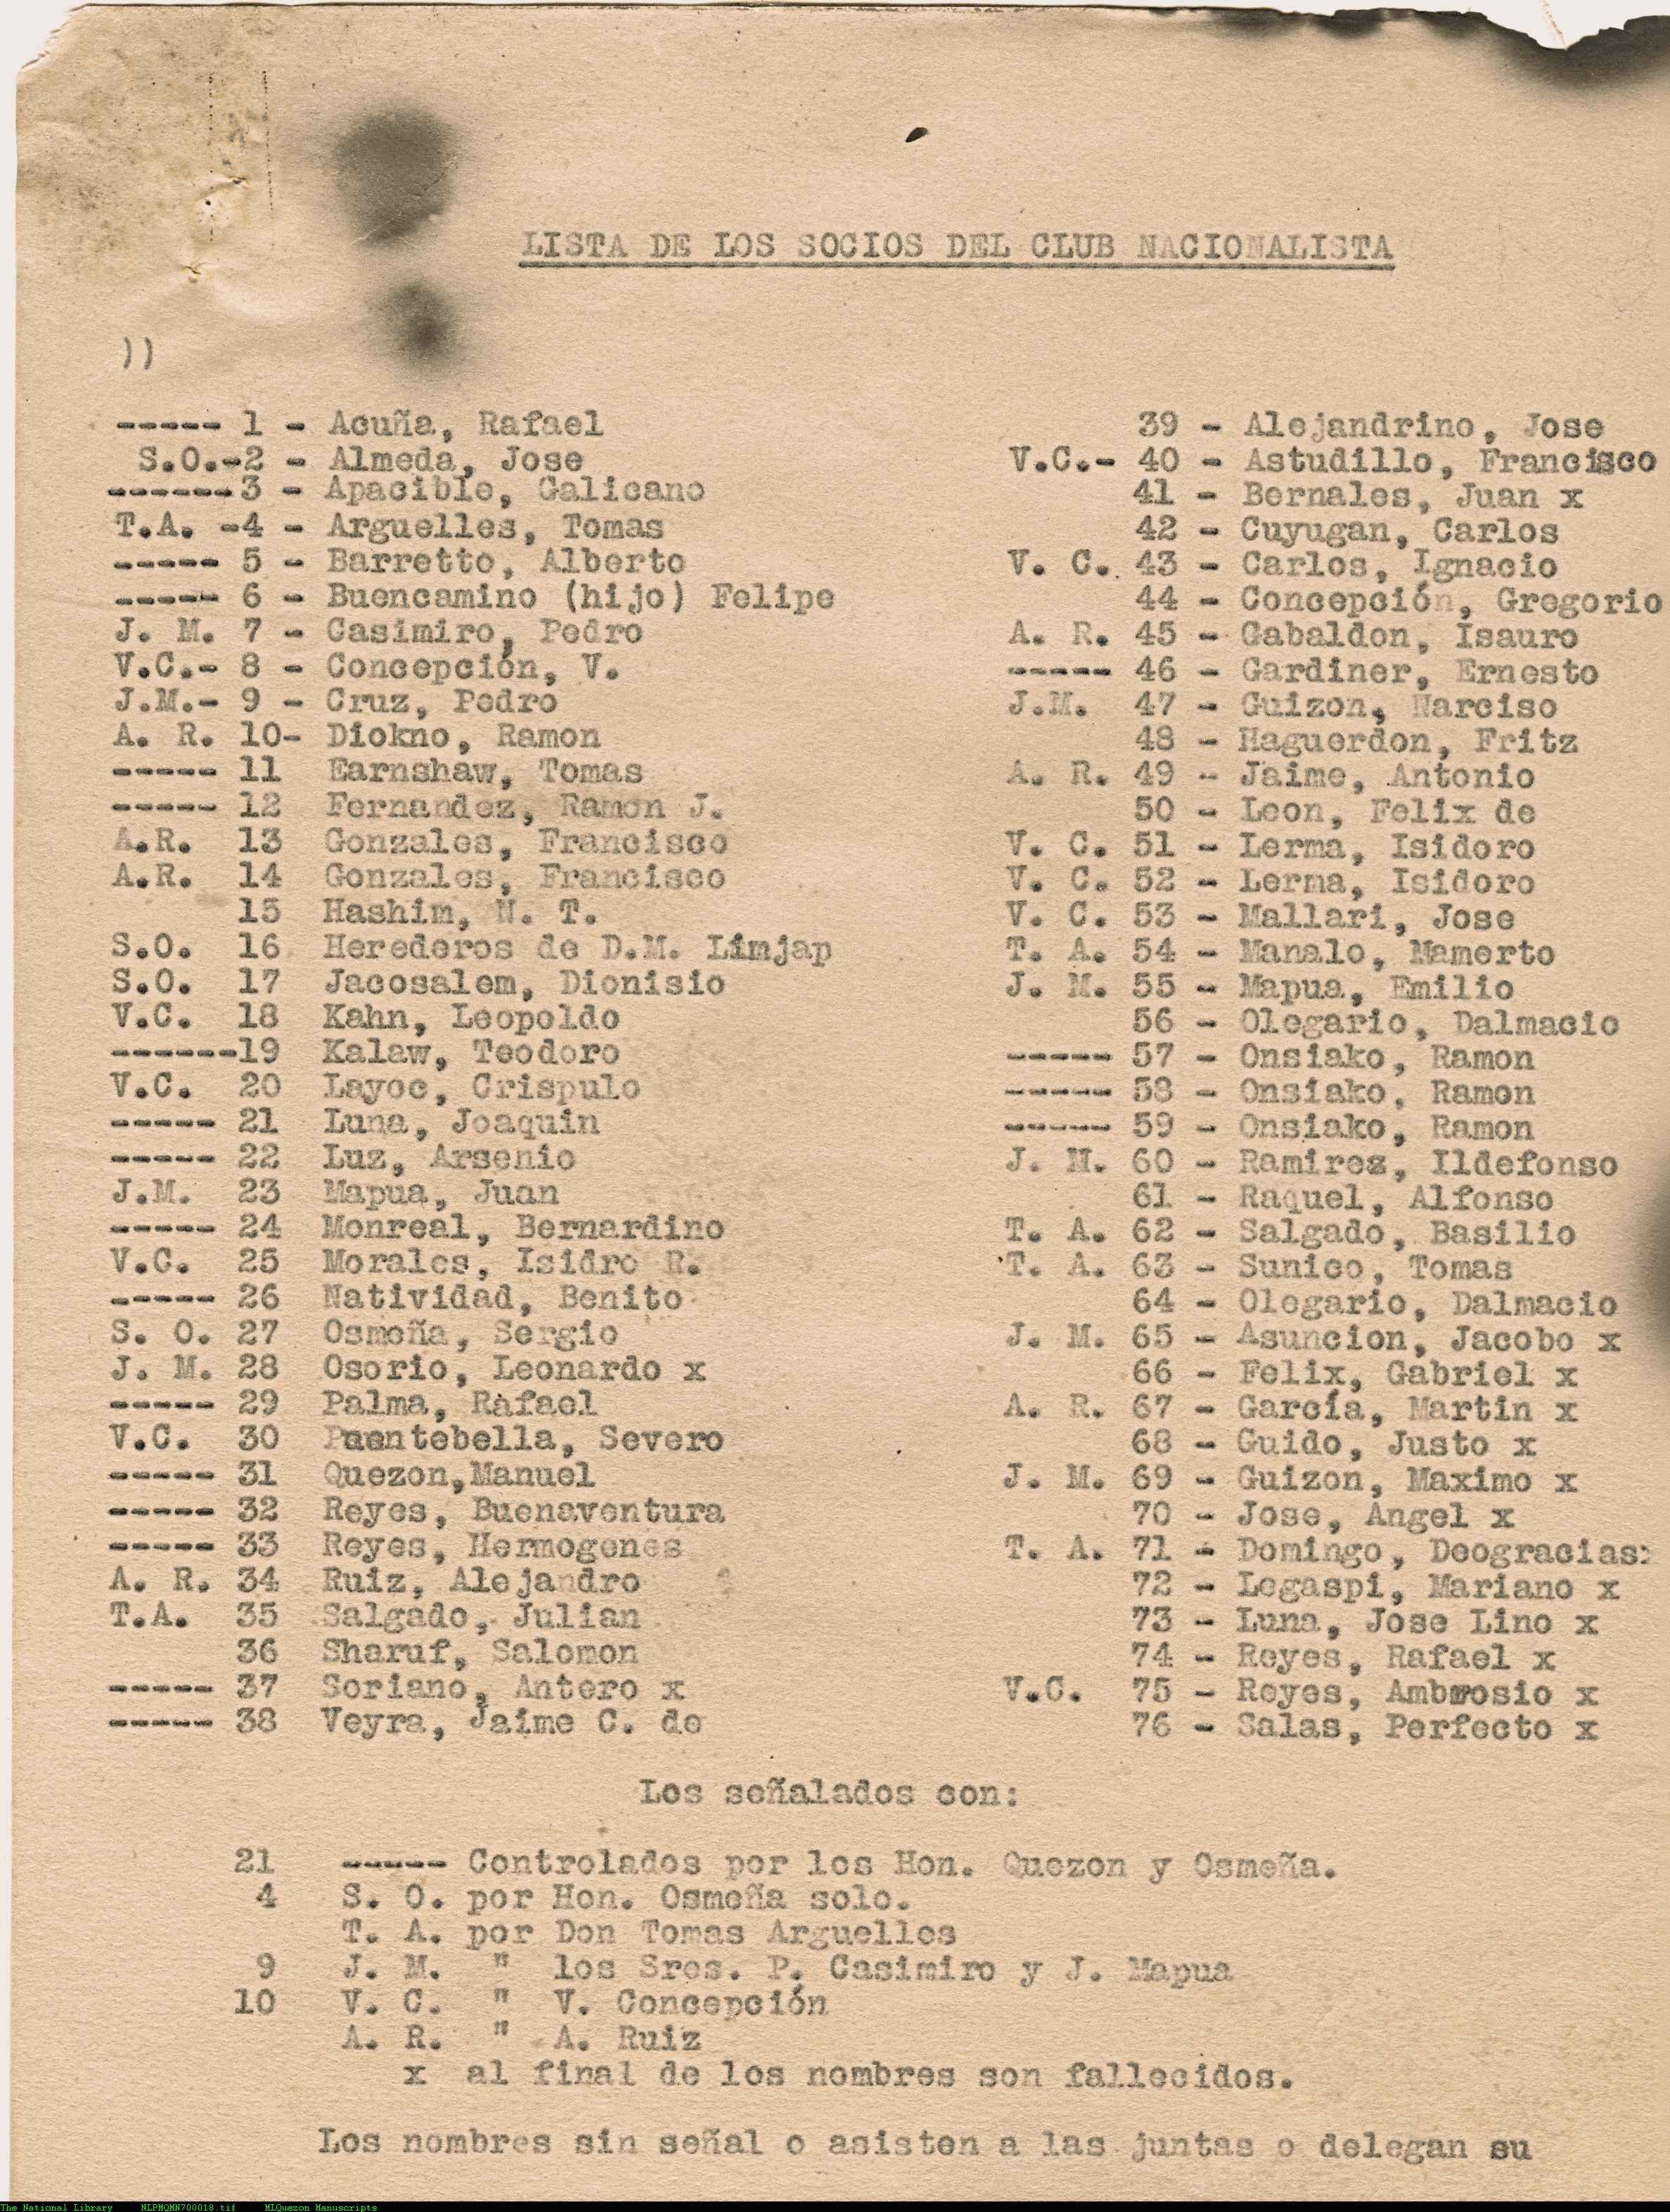 LISTA DE LOS SOCIOS DEL CLUB NACIONALISTA
))
----- 1 - Acuña, Rafael
S.O.-2 - Almeda, Jose
------3 - Apacible, Galicano
T.A. -4 - Arguelles, Tomas
----- 5 - Barretto, Alberto
----- 6 - Buencamino (hijo) Felipe
J. M. 7 - Casimiro, Pedro
V.C.- 8 - Concepción, V.
J.M.- 9 - Cruz, Pedro
A. R. 10- Diokno, Ramon
----- 11 Earnshaw, Tomas
----- 12 Fernandez, Ramon J.
A.R. 13 Gonzales, Francisco
A.R. 14 Gonzales, Francisco
15 Hashim, N. T.
S.O. 16 Herederos de D.M. Limjap
S.O. 17 Jacosalem, Dionisio
V.C. 18 Kahn, Leopoldo
------19 Kalaw, Teodoro
V.C. 20 Layoc, Crispulo
----- 21 Luna, Joaquin
----- 22 Luz, Arsenio
J.M. 23 Mapua, Juan
----- 24 Monreal, Bernardino
V.C. 25 Morales, Isidro R.
----- 26 Natividad, Benito
S. O. 27 Osmeña, Sergio
J. M. 28 Osorio, Leonardo x
----- 29 Palma, Rafael
V.C. 30 Puentebella, Severo
----- 31 Quezon,Manuel
----- 32 Reyes, Buenaventura
----- 33 Reyes, Hermogenes
A. R. 34 Ruiz, Alejandro
T.A. 35 Salgado, Julian
36 Sharuf, Salomon
----- 37 Soriano, Antero x
----- 38 Veyra, Jaime C. de
39 - Alejandrino, Jose
V.C.- 40 - Astudillo, Francisco
41 - Bernales, Juan x
42 - Cuyugan, Carlos
V. C. 43 - Carlos, Ignacio
44 - Concepción, Gregorio
A. R. 45 - Gabaldon, Isauro
----- 46 - Gardiner, Ernesto
J.M. 47 - Guizon, Narciso
48 - Haguerdon, Fritz
A. R. 49 - Jaime, Antonio
50 - Leon, Felix de
V. C. 51 - Lerma, Isidoro
V. C. 52 - Lerma, Isidoro
V. C. 53 - Mallari, Jose
T. A. 54 - Manalo, Mamerto
J. M. 55 - Mapua, Emilio
56 - Olegario, Dalmacio
----- 57 - Onsiako, Ramon
----- 58 - Onsiako, Ramon
----- 59 - Onsiako, Ramon
J. M. 60 - Ramirez, Ildefonso
61 - Raquel, Alfonso
T. A. 62 - Salgado, Basilio
T. A. 63 - Sunico, Tomas
64 - Olegario, Dalmacio
J. M. 65 - Asuncion, Jacobo x
66 - Felix, Gabriel x
A. R. 67 - García, Martin x
68 - Guido, Justo x
J. M. 69 - Guizon, Maximo x
70 - Jose, Angel x
T. A. 71 - Domingo, Deogracias
72 - Legaspi, Mariano x
73 - Luna, Jose Lino x
74 - Reyes, Rafael x
V.C. 75 - Reyes, Ambrosio x
76 - Salas, Perfecto x
Los señalados con:
21 ----- Controlados por los Hon. Quezon y Osmeña.
4 S. O. por Hon. Osmeña solo.
T. A. por Don Tomas Arguelles
9 J. M. " los Sres. P. Casimiro y J. Mapua
10 V. C. " V. Concepción
A. R. " A. Ruiz
x al final de los nombres son fallecidos.
Los nombres sin señal o asisten a las juntas o delegan su
The National Library NLPMQMN700018.tif MLQuezon Manuscripts